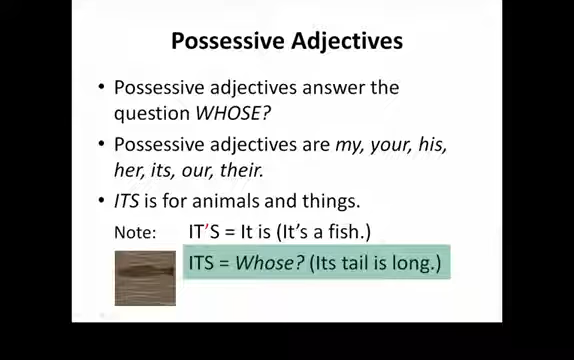 Possessive Adjectives
• Possessive adjectives answer the
question WHOSE?
• Possessive adjectives are my, your, his,
her, its, our, their.
• ITS is for animals and things.
Note: IT'S = It is (It's a fish.)
ITS = Whose? (Its tail is long.)